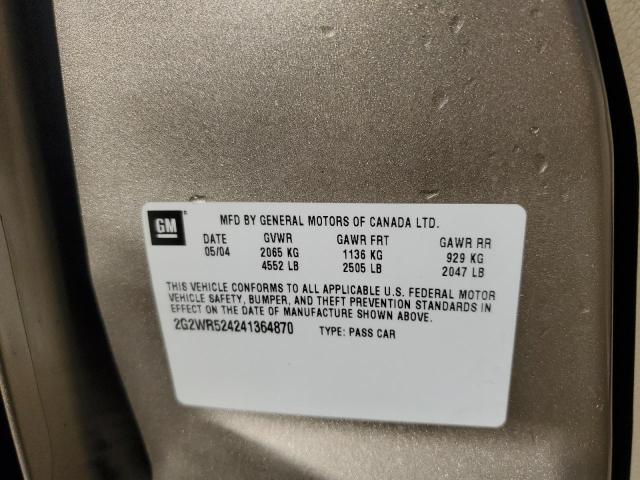 GM MFD BY GENERAL MOTORS OF CANADA LTD.
DATE GVWR GAWR FRT GAWR RR
05/04 2065 KG 1136 KG 929 KG
4552 LB 2505 LB 2047 LB
THIS VEHICLE CONFORMS TO ALL APPLICABLE U.S. FEDERAL MOTOR
VEHICLE SAFETY, BUMPER, AND THEFT PREVENTION STANDARDS IN
EFFECT ON THE DATE OF MANUFACTURE SHOWN ABOVE.
2G2WR524241364870 TYPE: PASS CAR